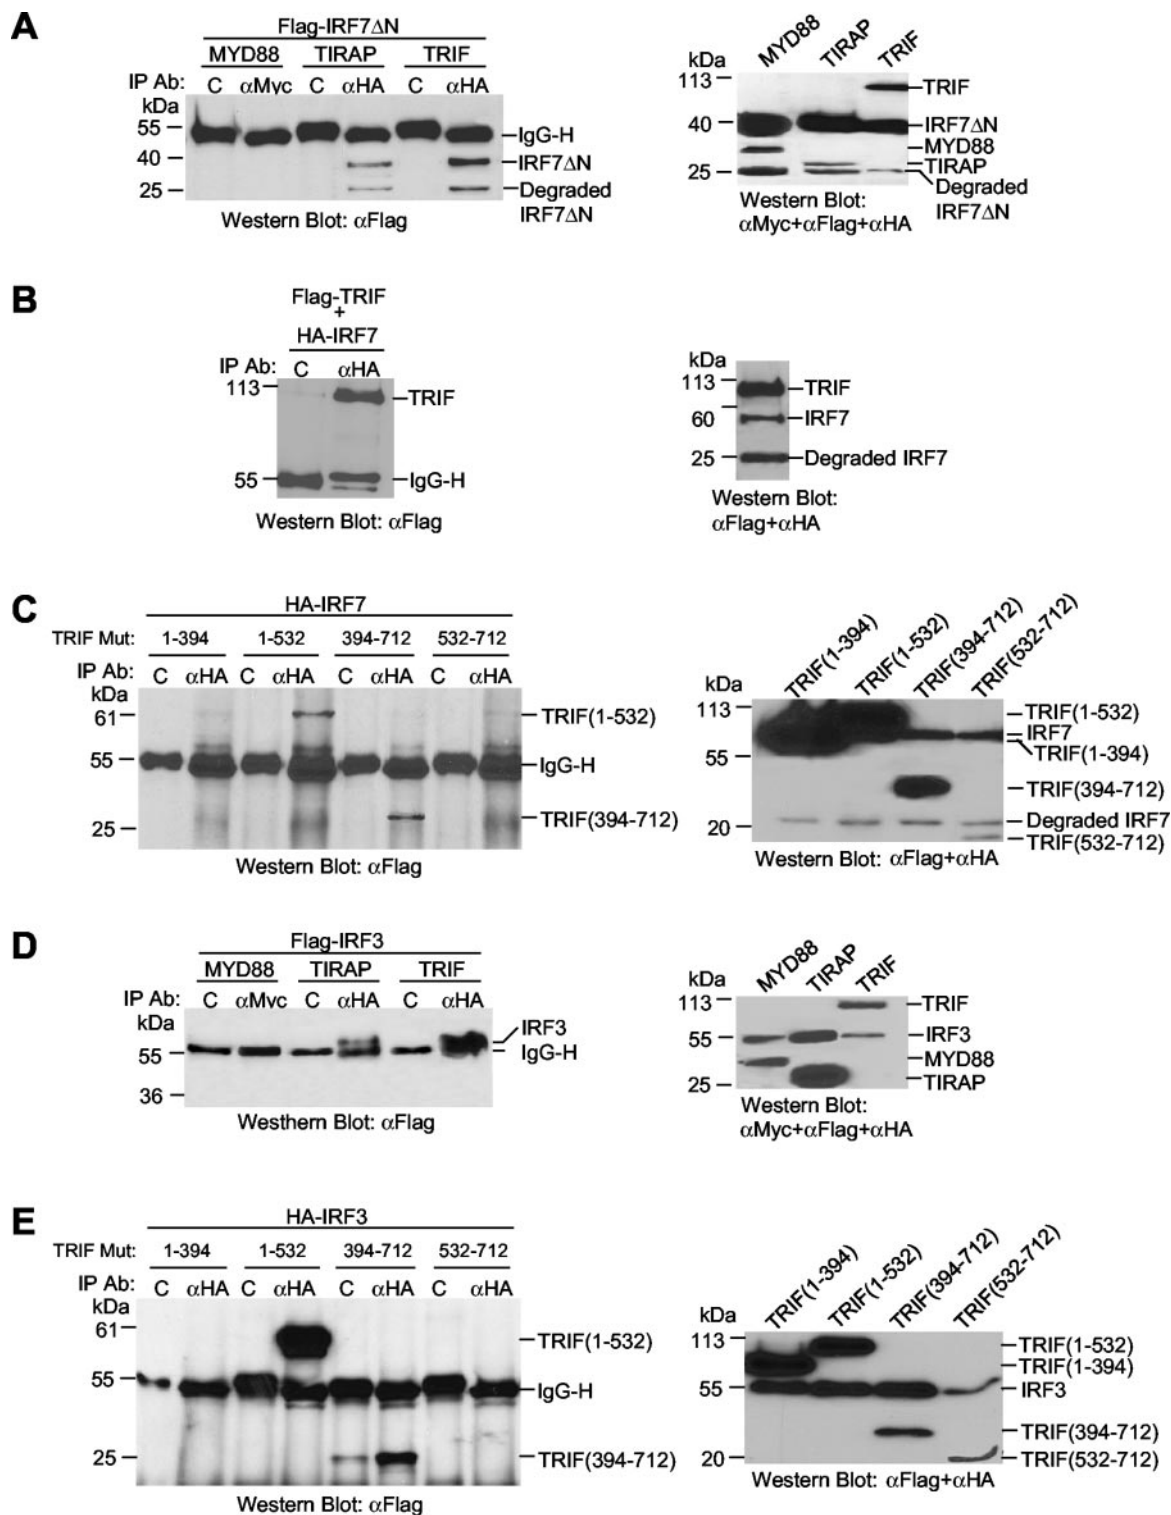 A
Flag-IRF7ΔN
MYD88 TIRAP TRIF
IP Ab: C αMyc C αHA C αHA
kDa
55
40
25
IgG-H
IRF7ΔN
Degraded
IRF7ΔN
Western Blot: αFlag
MYD88 TIRAP TRIF
kDa
113
40
25
TRIF
IRF7ΔN
MYD88
TIRAP
Degraded
IRF7ΔN
Western Blot:
αMyc+αFlag+αHA
B
Flag-TRIF
+
HA-IRF7
IP Ab: C αHA
113
55
TRIF
IgG-H
Western Blot: αFlag
kDa
113
60
25
TRIF
IRF7
Degraded IRF7
Western Blot:
αFlag+αHA
C
HA-IRF7
TRIF Mut: 1-394 1-532 394-712 532-712
IP Ab: C αHA C αHA C αHA C αHA
kDa
61
55
25
TRIF(1-532)
IgG-H
TRIF(394-712)
Western Blot: αFlag
TRIF(1-394) TRIF(1-532) TRIF(394-712) TRIF(532-712)
kDa
113
55
20
TRIF(1-532)
IRF7
TRIF(1-394)
TRIF(394-712)
Degraded IRF7
TRIF(532-712)
Western Blot: αFlag+αHA
D
Flag-IRF3
MYD88 TIRAP TRIF
IP Ab: C αMvc C αHA C αHA
kDa
55
36
IRF3
IgG-H
Westhern Blot: αFlag
MYD88 TIRAP TRIF
kDa
113
55
25
TRIF
IRF3
MYD88
TIRAP
Western Blot:
αMyc+αFlag+αHA
E
HA-IRF3
TRIF Mut: 1-394 1-532 394-712 532-712
IP Ab: C αHA C αHA C αHA C αHA
kDa
61
55
25
TRIF(1-532)
IgG-H
TRIF(394-712)
Western Blot: αFlag
TRIF(1-394) TRIF(1-532) TRIF(394-712) TRIF(532-712)
kDa
113
55
20
TRIF(1-532)
TRIF(1-394)
IRF3
TRIF(394-712)
TRIF(532-712)
Western Blot: αFlag+αHA